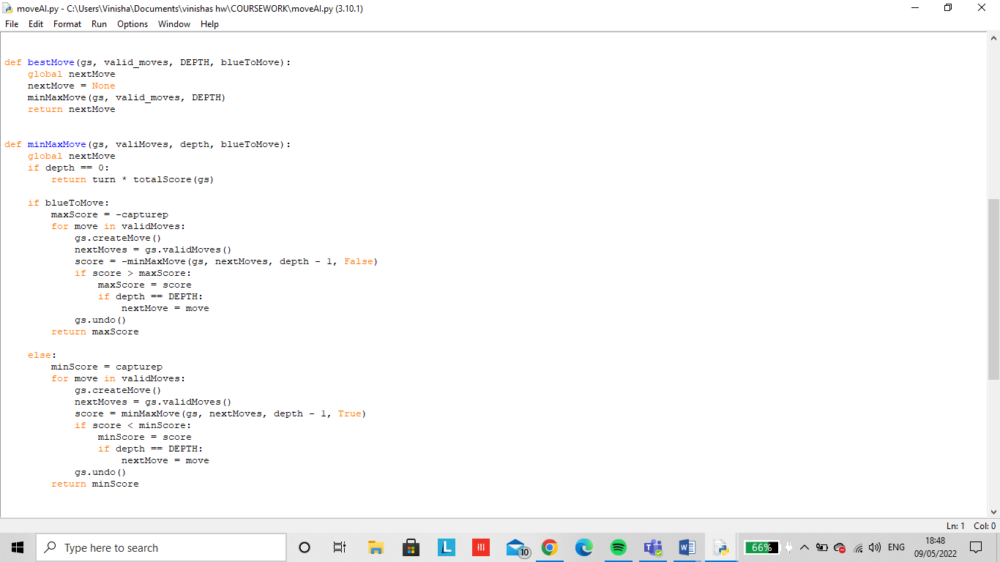 moveAI.py - C:\Users\Vinisha\Documents\vinishas hw\COURSEWORK\moveAI.py (3.10.1)
File Edit Format Run Options Window Help
def bestMove(gs, valid_moves, DEPTH, blueToMove):
    global nextMove
    nextMove = None
    minMaxMove(gs, valid_moves, DEPTH)
    return nextMove
def minMaxMove(gs, valiMoves, depth, blueToMove):
    global nextMove
    if depth == 0:
        return turn * totalScore(gs)
    if blueToMove:
        maxScore = -capturep
        for move in validMoves:
            gs.createMove()
            nextMoves = gs.validMoves()
            score = -minMaxMove(gs, nextMoves, depth - 1, False)
            if score > maxScore:
                maxScore = score
                if depth == DEPTH:
                    nextMove = move
            gs.undo()
        return maxScore
    else:
        minScore = capturep
        for move in validMoves:
            gs.createMove()
            nextMoves = gs.validMoves()
            score = minMaxMove(gs, nextMoves, depth - 1, True)
            if score < minScore:
                minScore = score
                if depth == DEPTH:
                    nextMove = move
            gs.undo()
        return minScore
Ln: 1 Col: 0
Type here to search
L
10
66%
ENG
18:48
09/05/2022